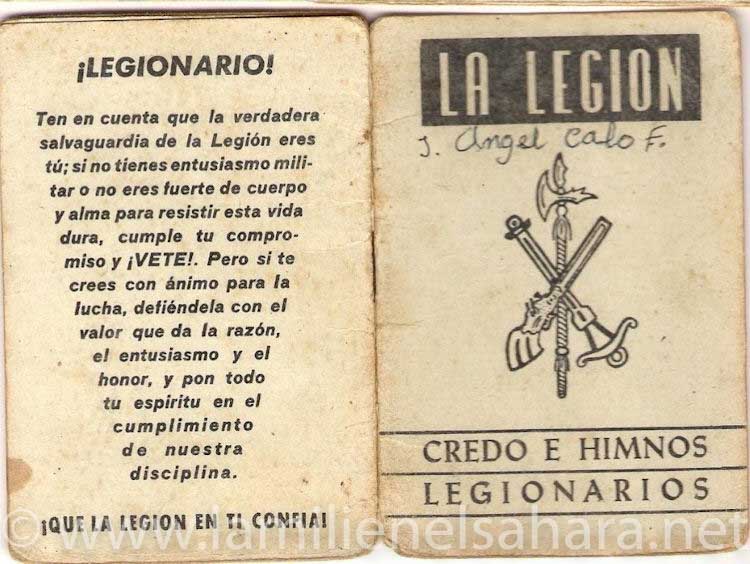 ¡LEGIONARIO!
Ten en cuenta que la verdadera
salvaguardia de la Legión eres
tú; si no tienes entusiasmo mili-
tar o no eres fuerte de cuerpo
y alma para resistir esta vida
dura, cumple tu compro-
miso y ¡VETE!. Pero si te
crees con ánimo para la
lucha, defiéndela con el
valor que da la razón,
el entusiasmo y el
honor, y pon todo
tu espíritu en el
cumplimiento
de nuestra
disciplina.
¡QUE LA LEGION EN TI CONFIA!
LA LEGION
J. Angel Calo F.
CREDO E HIMNOS
LEGIONARIOS
© www.lamilienelsahara.net